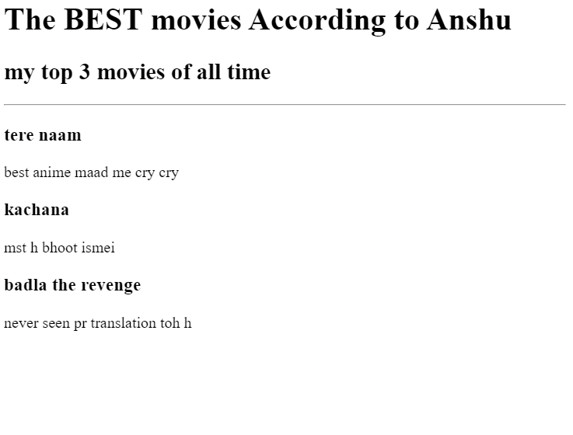 The BEST movies According to Anshu
my top 3 movies of all time
tere naam
best anime maad me cry cry
kachana
mst h bhoot ismei
badla the revenge
never seen pr translation toh h